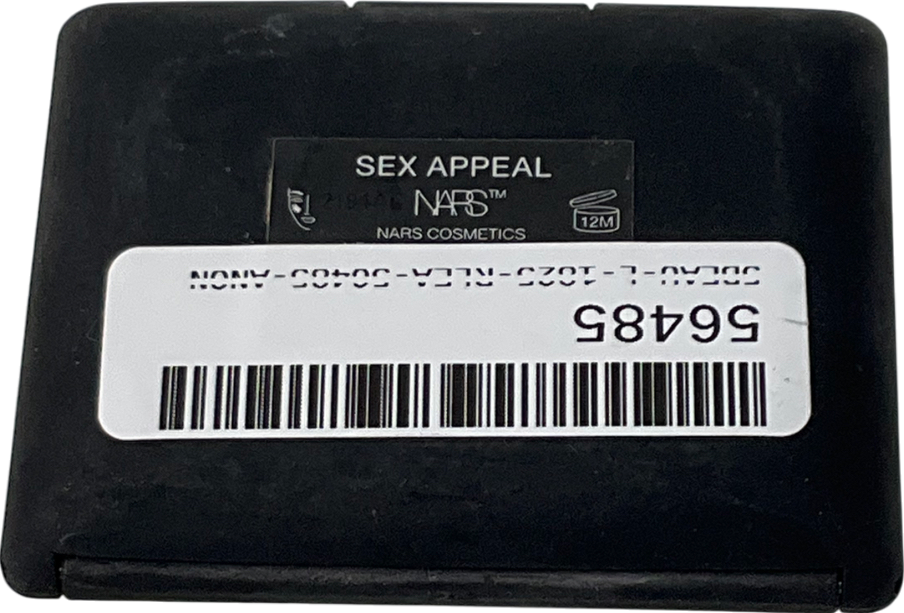 SEX APPEAL
NARS™
12M
NARS COSMETICS
56485